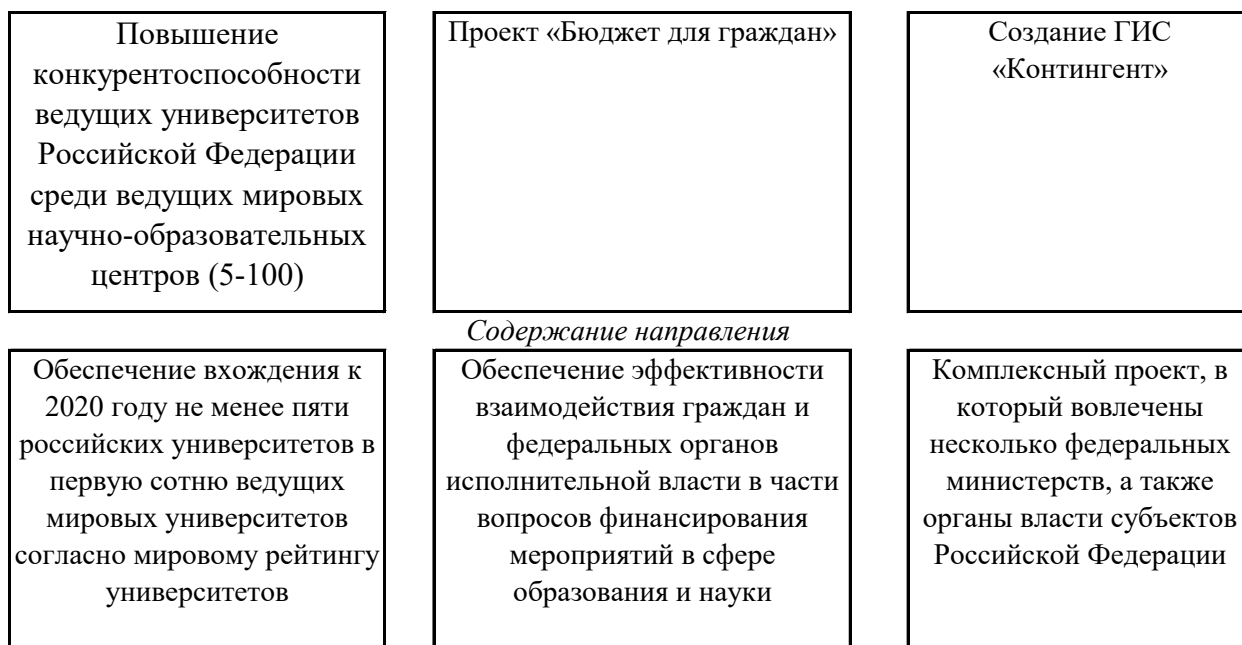 Повышение
конкурентоспособности
ведущих университетов
Российской Федерации
среди ведущих мировых
научно-образовательных
центров (5-100)
Проект «Бюджет для граждан»
Создание ГИС
«Контингент»
Содержание направления
Обеспечение вхождения к
2020 году не менее пяти
российских университетов в
первую сотню ведущих
мировых университетов
согласно мировому рейтингу
университетов
Обеспечение эффективности
взаимодействия граждан и
федеральных органов
исполнительной власти в части
вопросов финансирования
мероприятий в сфере
образования и науки
Комплексный проект, в
который вовлечены
несколько федеральных
министерств, а также
органы власти субъектов
Российской Федерации